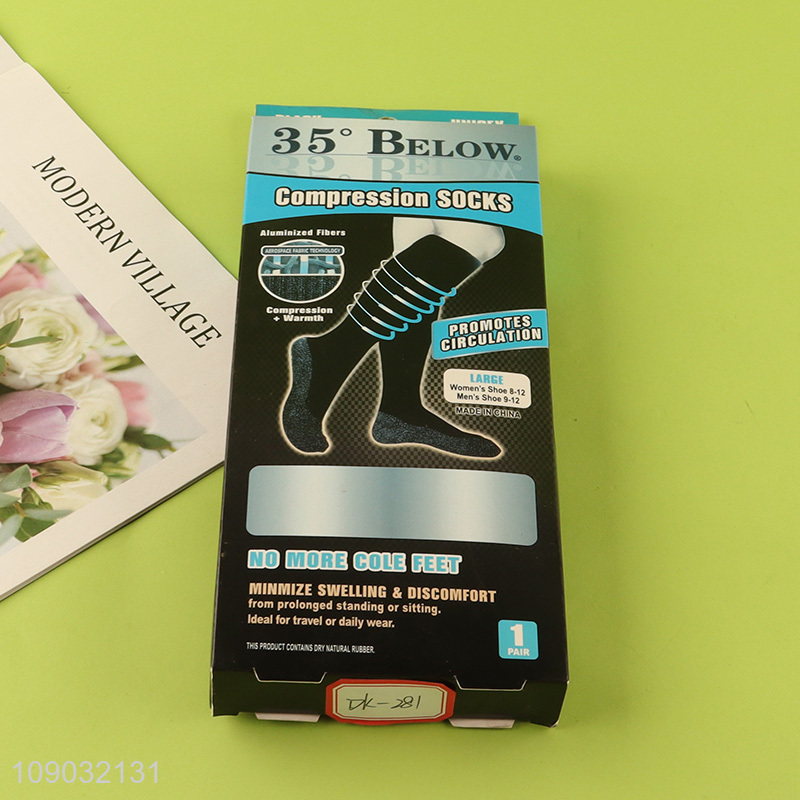 MODERN VILLAGE
BLACK
UNISEX
35° BELOW®
Compression SOCKS
Aluminized Fibers
AEROSPACE FABRIC TECHNOLOGY
Compression
+ Warmth
PROMOTES
CIRCULATION
LARGE
Women's Shoe 8-12
Men's Shoe 9-12
MADE IN CHINA
NO MORE COLE FEET
MINMIZE SWELLING & DISCOMFORT
from prolonged standing or sitting.
Ideal for travel or daily wear.
THIS PRODUCT CONTAINS DRY NATURAL RUBBER.
1
PAIR
DK-281
109032131